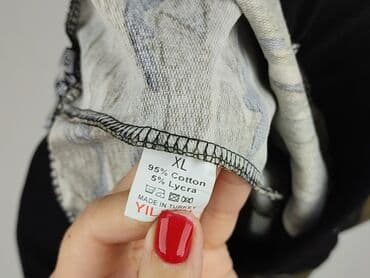 XL
95% Cotton
5% Lycra
MADE IN TURKEY